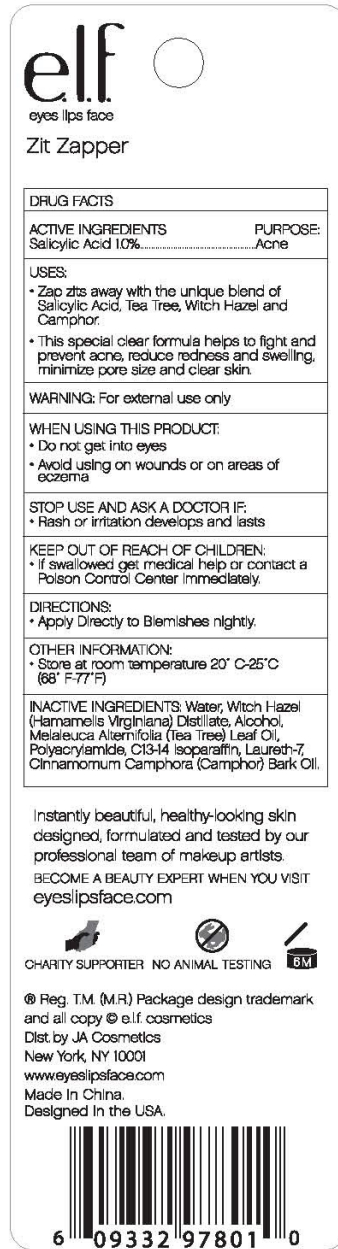 e.l.f.
eyes lips face
Zit Zapper
DRUG FACTS
ACTIVE INGREDIENTS PURPOSE:
Salicylic Acid 1.0%..........................................Acne
USES:
• Zap zits away with the unique blend of
Salicylic Acid, Tea Tree, Witch Hazel and
Camphor.
• This special clear formula helps to fight and
prevent acne, reduce redness and swelling,
minimize pore size and clear skin.
WARNING: For external use only
WHEN USING THIS PRODUCT:
• Do not get into eyes
• Avoid using on wounds or on areas of
eczema
STOP USE AND ASK A DOCTOR IF:
• Rash or irritation develops and lasts
KEEP OUT OF REACH OF CHILDREN:
• If swallowed get medical help or contact a
Poison Control Center immediately.
DIRECTIONS:
• Apply Directly to Blemishes nightly.
OTHER INFORMATION:
• Store at room temperature 20° C-25°C
(68° F-77°F)
INACTIVE INGREDIENTS: Water, Witch Hazel
(Hamamelis Virginiana) Distillate, Alcohol,
Melaleuca Alternifolia (Tea Tree) Leaf Oil,
Polyacrylamide, C13-14 Isoparaffin, Laureth-7,
Cinnamomum Camphora (Camphor) Bark Oil.
Instantly beautiful, healthy-looking skin
designed, formulated and tested by our
professional team of makeup artists.
BECOME A BEAUTY EXPERT WHEN YOU VISIT
eyeslipsface.com
CHARITY SUPPORTER NO ANIMAL TESTING 6M
® Reg. T.M. (M.R.) Package design trademark
and all copy © e.l.f. cosmetics
Dist. by JA Cosmetics
New York, NY 10001
www.eyeslipsface.com
Made in China.
Designed in the USA.
6 09332 97801 0